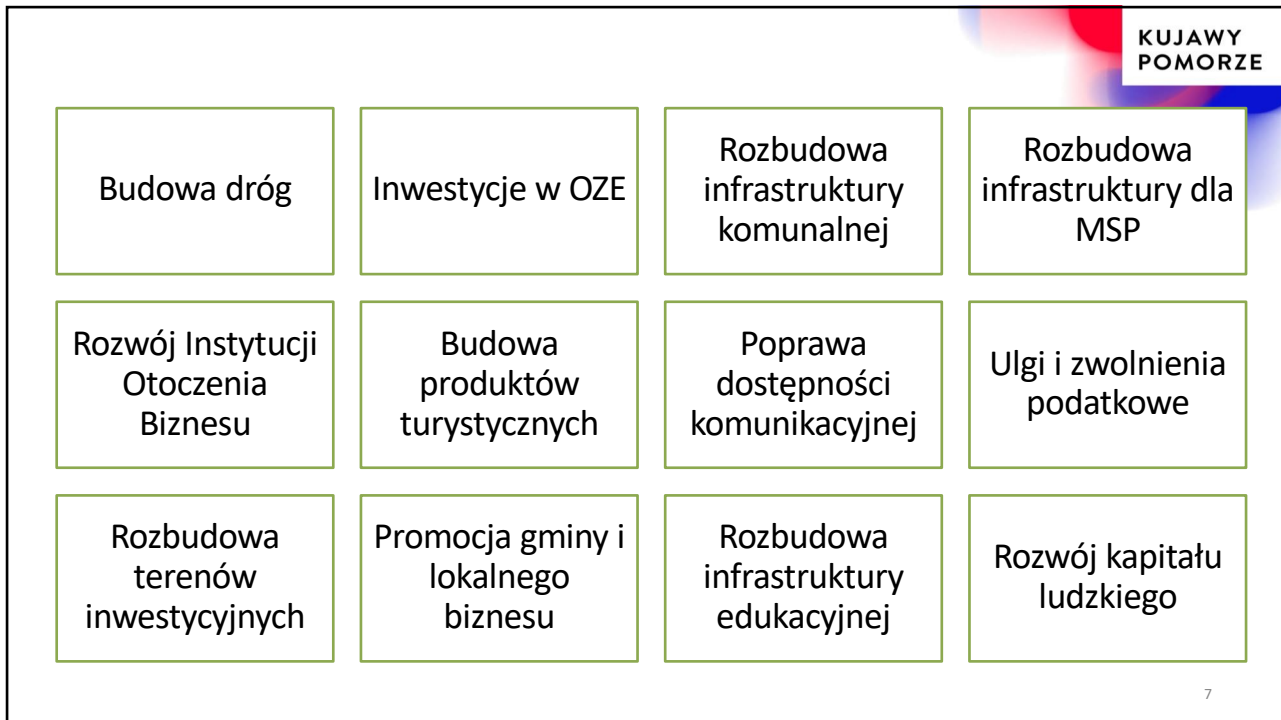 KUJAWY
POMORZE
Budowa dróg
Inwestycje w OZE
Rozbudowa
infrastruktury
komunalnej
Rozbudowa
infrastruktury dla
MSP
Rozwój Instytucji
Otoczenia
Biznesu
Budowa
produktów
turystycznych
Poprawa
dostępności
komunikacyjnej
Ulgi i zwolnienia
podatkowe
Rozbudowa
terenów
inwestycyjnych
Promocja gminy i
lokalnego
biznesu
Rozbudowa
infrastruktury
edukacyjnej
Rozwój kapitału
ludzkiego
7